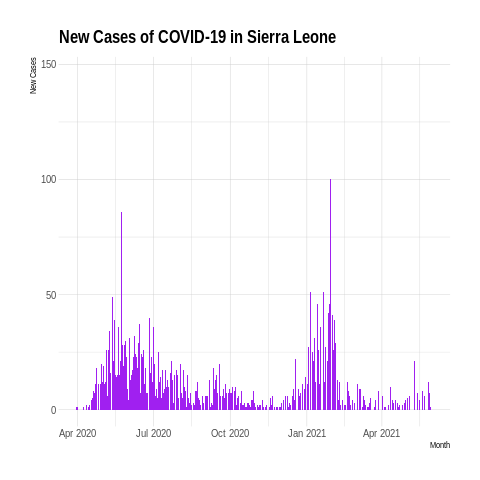 New Cases of COVID-19 in Sierra Leone
New Cases
150
100
50
0
Apr 2020 Jul 2020 Oct 2020 Jan 2021 Apr 2021
Month